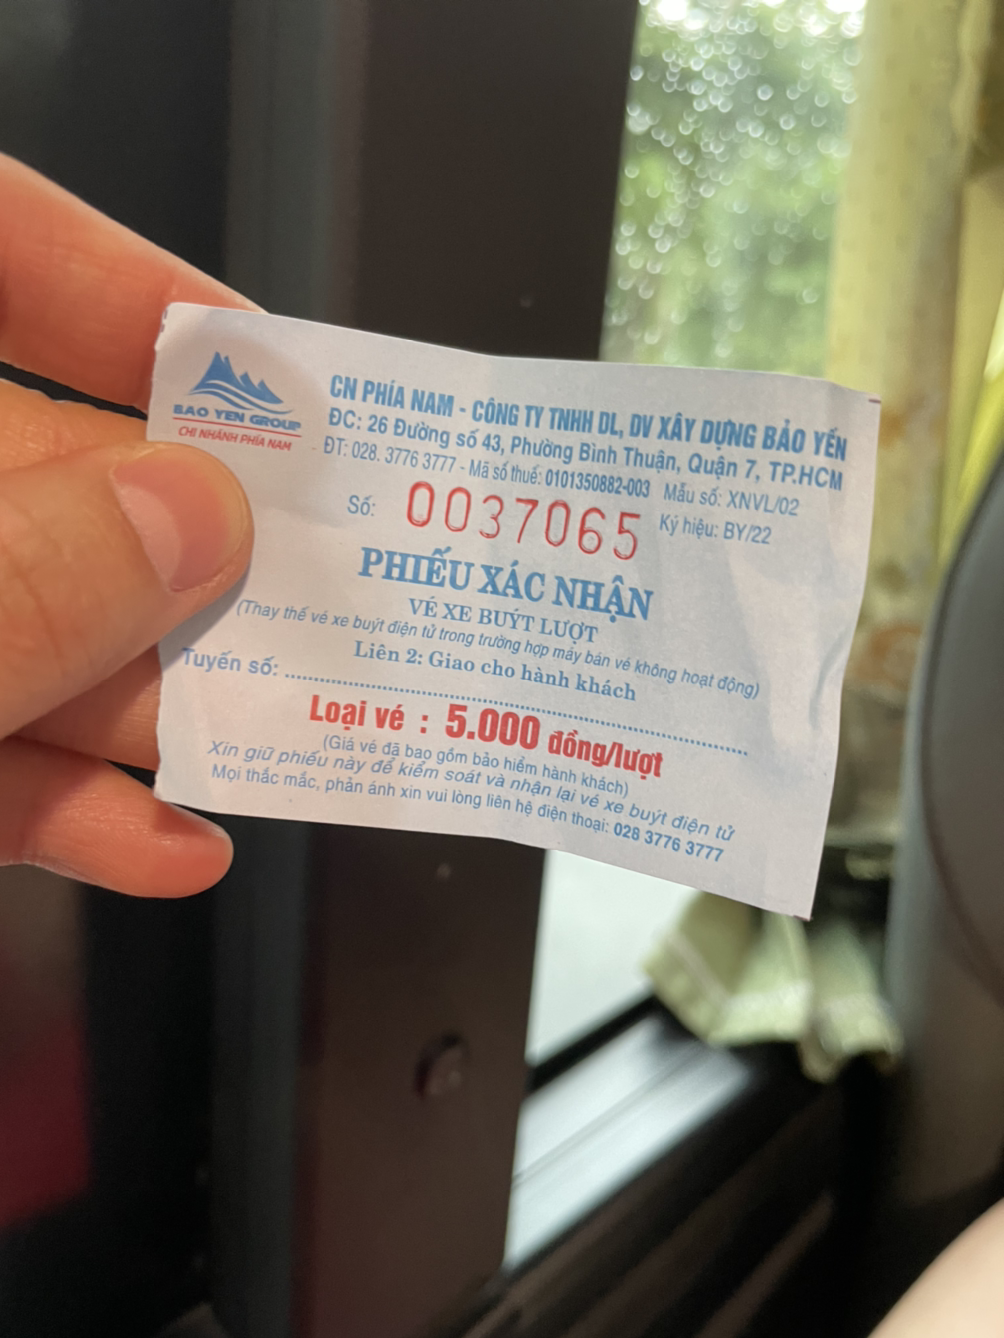 BAO YEN GROUP
CHI NHÁNH PHÍA NAM
CN PHÍA NAM - CÔNG TY TNHH DL, DV XÂY DỰNG BẢO YẾN
ĐC: 26 Đường số 43, Phường Bình Thuận, Quận 7, TP.HCM
ĐT: 028. 3776 3777 - Mã số thuế: 0101350882-003 Mẫu số: XNVL/02
Số: 0037065 Ký hiệu: BY/22
PHIẾU XÁC NHẬN
VÉ XE BUÝT LƯỢT
(Thay thế vé xe buýt điện tử trong trường hợp máy bán vé không hoạt động)
Liên 2: Giao cho hành khách
Tuyến số: ........................................................................
Loại vé : 5.000 đồng/lượt
(Giá vé đã bao gồm bảo hiểm hành khách)
Xin giữ phiếu này để kiểm soát và nhận lại vé xe buýt điện tử
Mọi thắc mắc, phản ánh xin vui lòng liên hệ điện thoại: 028 3776 3777